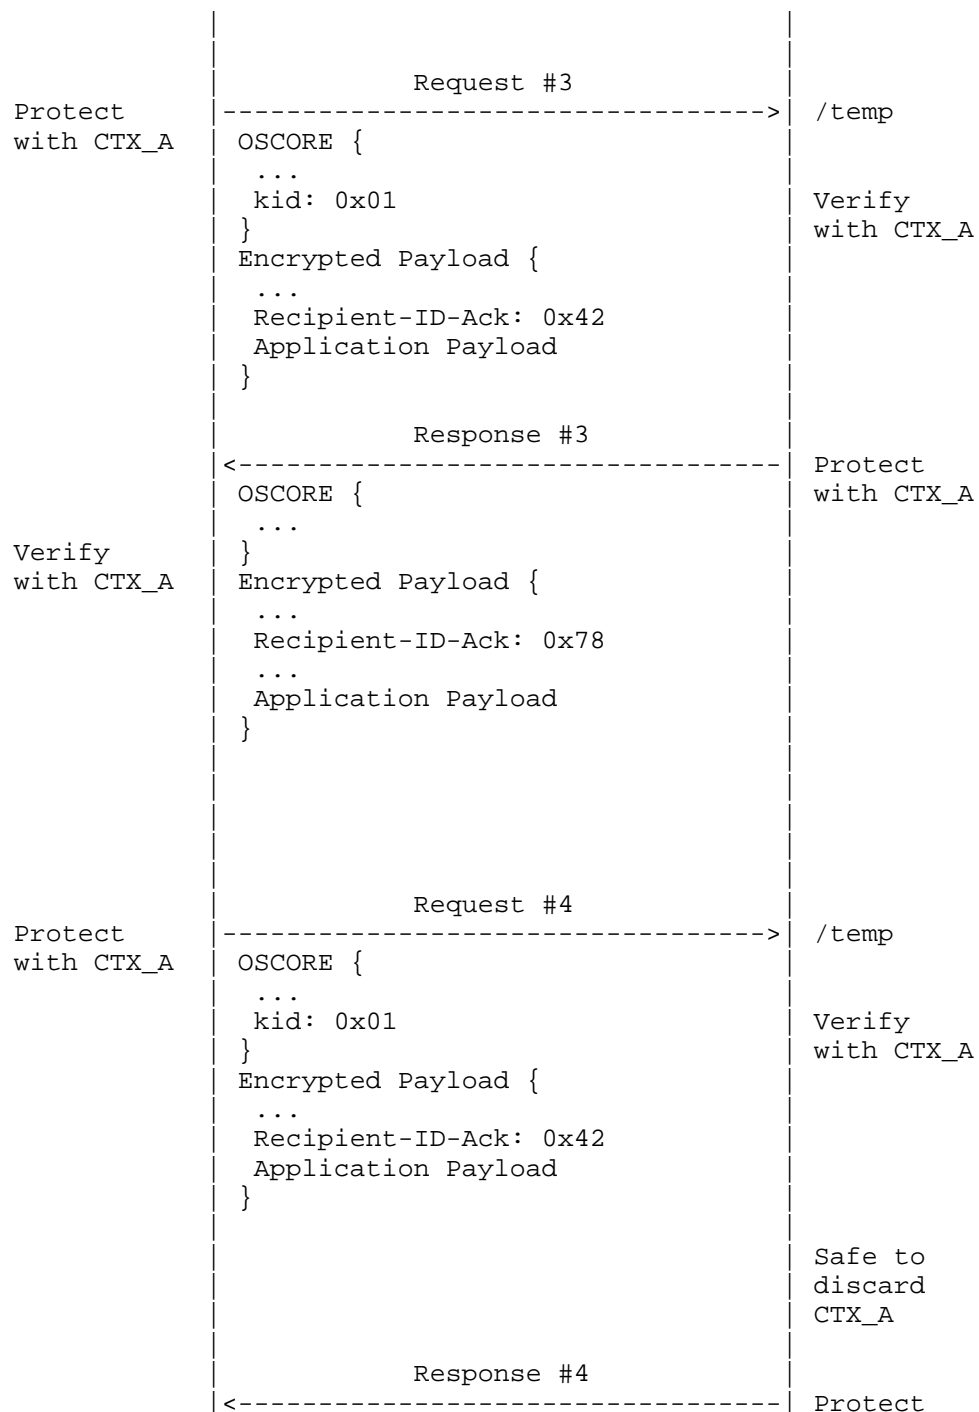 Request #3
Protect |---------------------------------->| /temp
with CTX_A | OSCORE { |
| ... |
| kid: 0x01 | Verify
| } | with CTX_A
| Encrypted Payload { |
| ... |
| Recipient-ID-Ack: 0x42 |
| Application Payload |
| } |
| Response #3 |
|<----------------------------------| Protect
| OSCORE { | with CTX_A
| ... |
Verify | } |
with CTX_A | Encrypted Payload { |
| ... |
| Recipient-ID-Ack: 0x78 |
| ... |
| Application Payload |
| } |
| Request #4 |
Protect |---------------------------------->| /temp
with CTX_A | OSCORE { |
| ... |
| kid: 0x01 | Verify
| } | with CTX_A
| Encrypted Payload { |
| ... |
| Recipient-ID-Ack: 0x42 |
| Application Payload |
| } |
| | Safe to
| | discard
| | CTX_A
| Response #4 |
|<----------------------------------| Protect